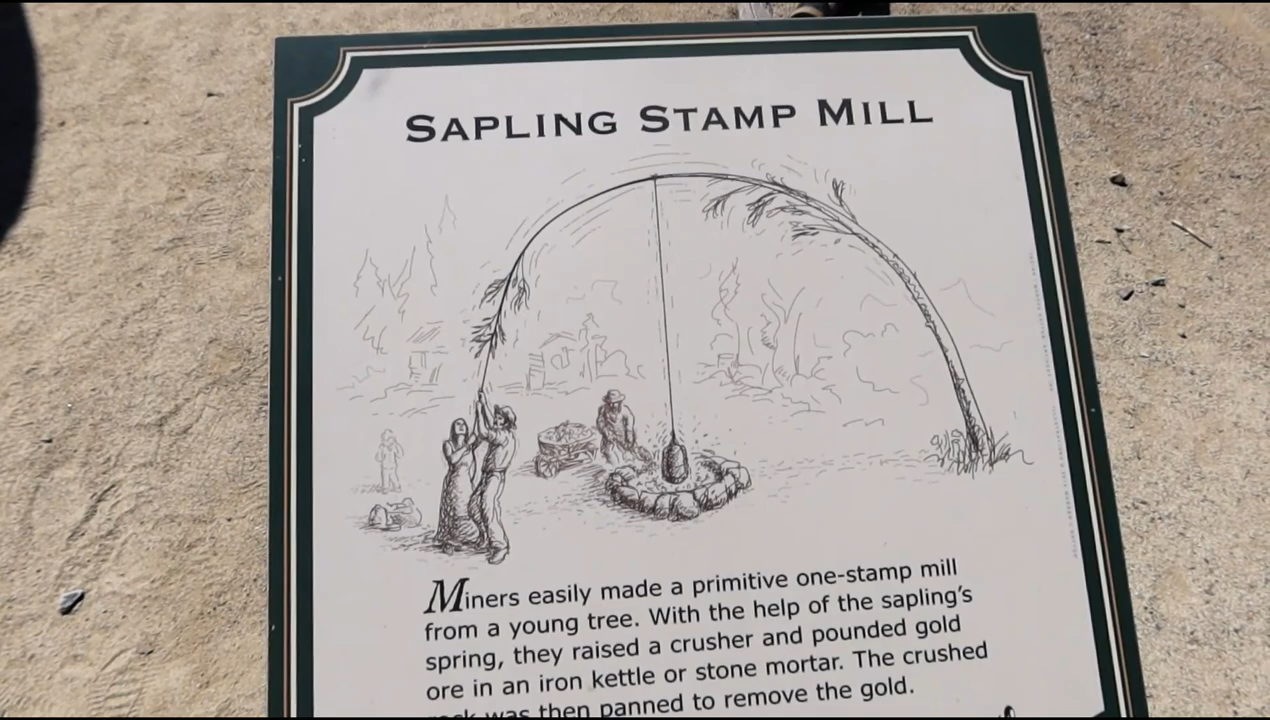 SAPLING STAMP MILL
Miners easily made a primitive one-stamp mill
from a young tree. With the help of the sapling's
spring, they raised a crusher and pounded gold
ore in an iron kettle or stone mortar. The crushed
rock was then panned to remove the gold.